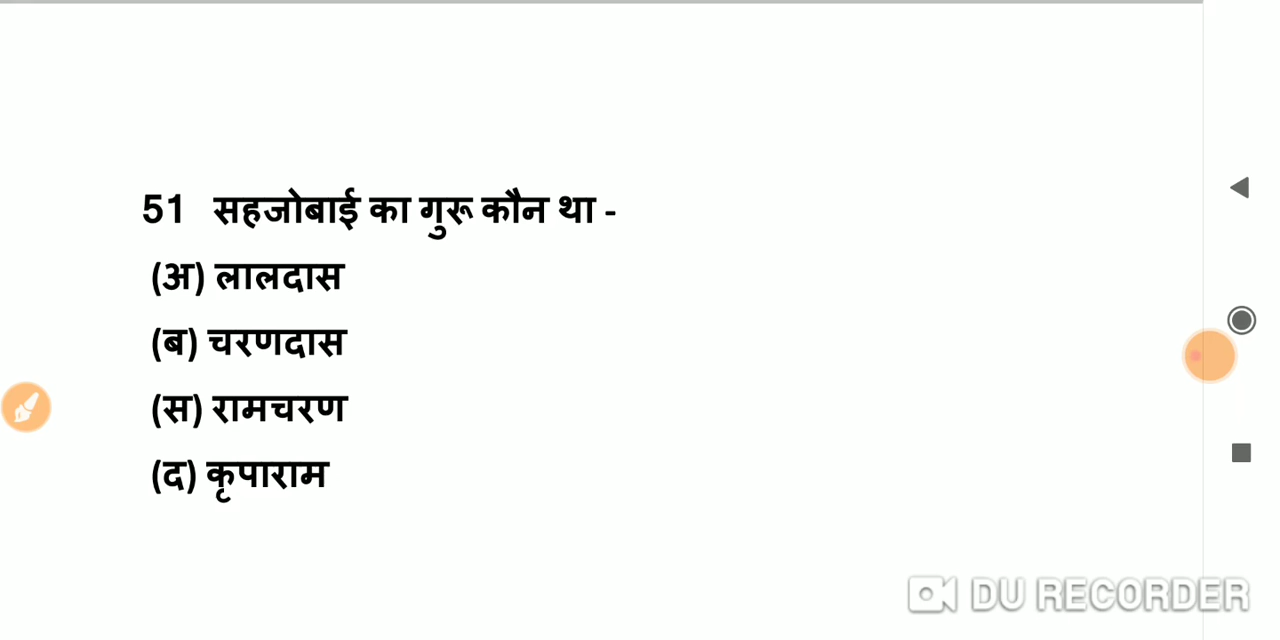 51 सहजोबाई का गुरू कौन था -
(अ) लालदास
(ब) चरणदास
(स) रामचरण
(द) कृपाराम
DU RECORDER